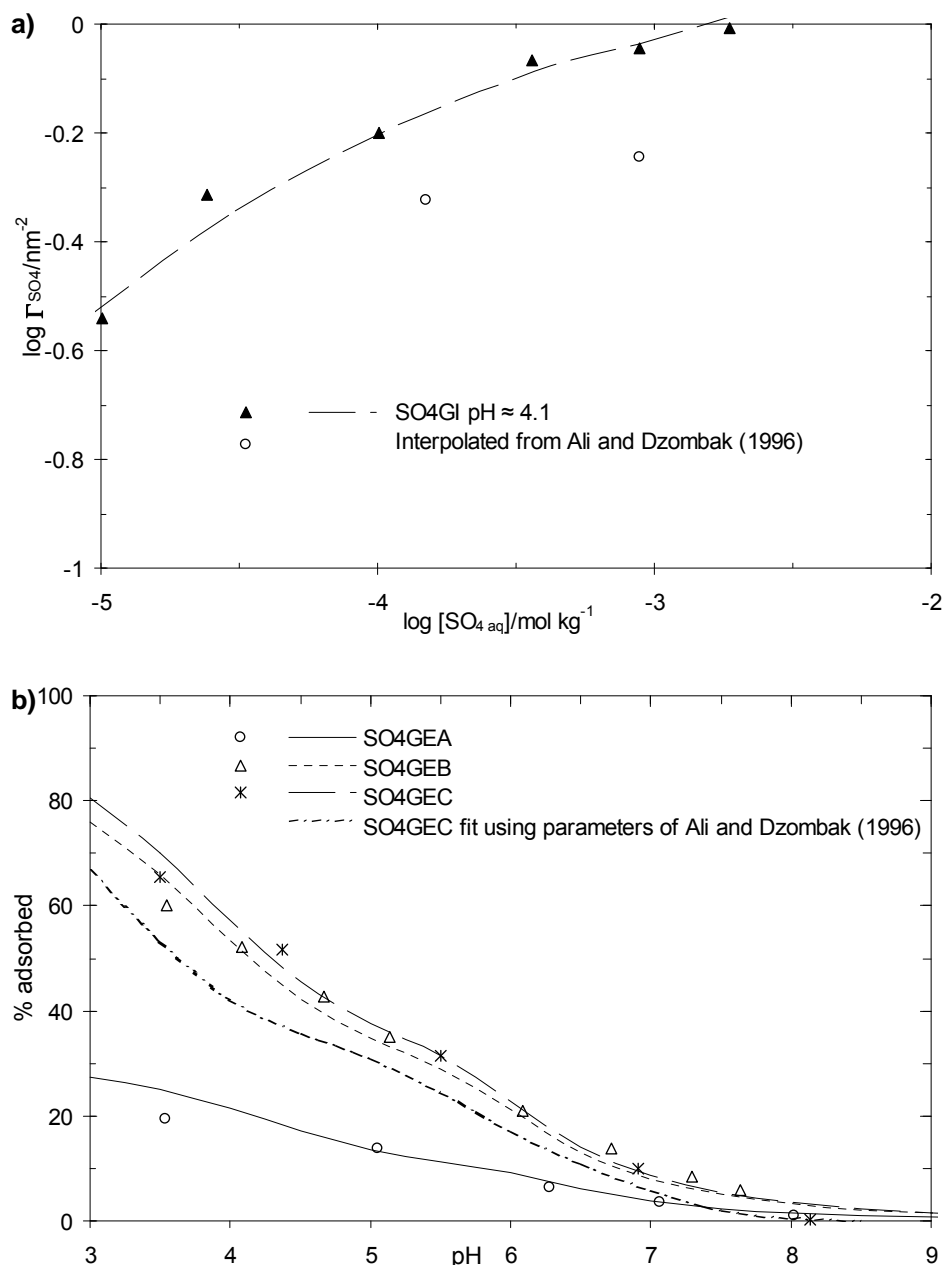 a)
0
-0.2
-0.4
-0.6
-0.8
-1
log ΓSO4/nm-2
SO4GI pH ≈ 4.1
Interpolated from Ali and Dzombak (1996)
-5 -4 -3 -2
log [SO4 aq]/mol kg-1
b)
100
80
60
40
20
0
% adsorbed
SO4GEA
SO4GEB
SO4GEC
SO4GEC fit using parameters of Ali and Dzombak (1996)
3 4 5 pH 6 7 8 9